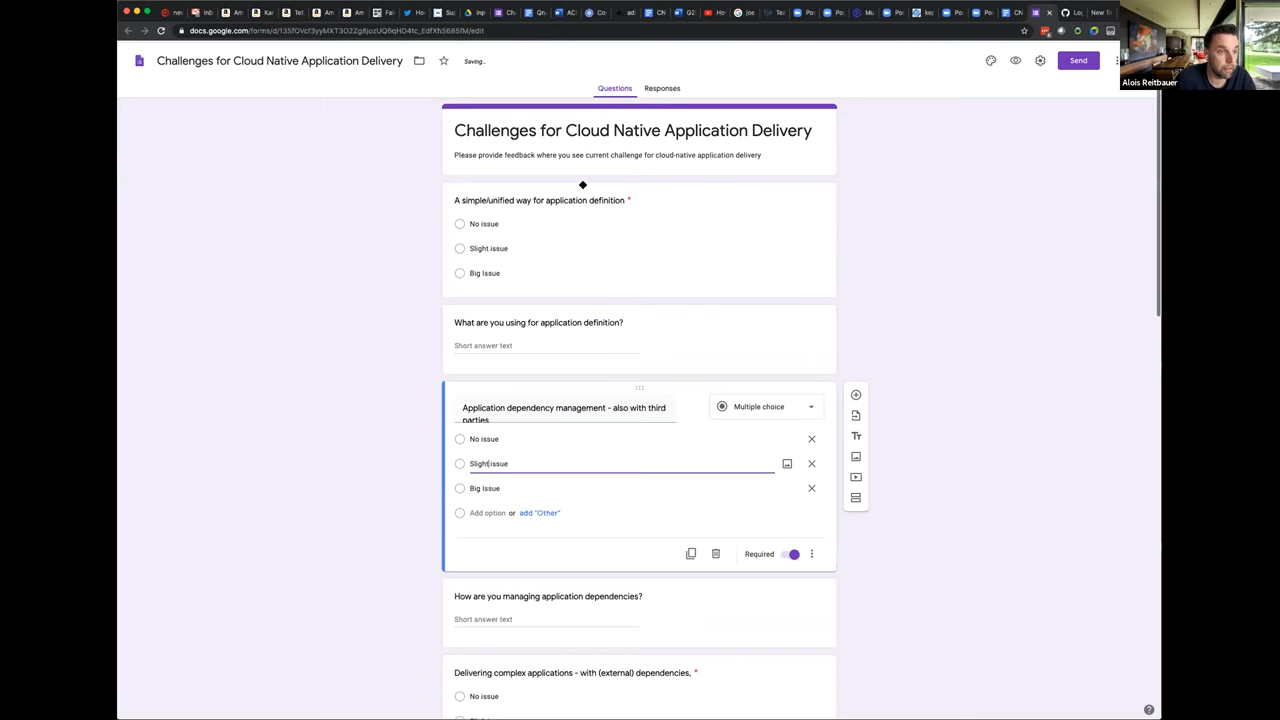 docs.google.com/forms/d/13SfQVcf3yyMXT3O2Zg8jozUQ6qHD4tc_EdfXhS685fM/edit
Alois Reitbauer
Challenges for Cloud Native Application Delivery
Saving…
Send
Questions
Responses
Challenges for Cloud Native Application Delivery
Please provide feedback where you see current challenge for cloud-native application delivery
A simple/unified way for application definition *
No issue
Slight issue
Big Issue
What are you using for application definition?
Short answer text
Application dependency management - also with third
parties
Multiple choice
No issue
Slight issue
Big Issue
Add option or add "Other"
Required
How are you managing application dependencies?
Short answer text
Delivering complex applications - with (external) dependencies, *
No issue